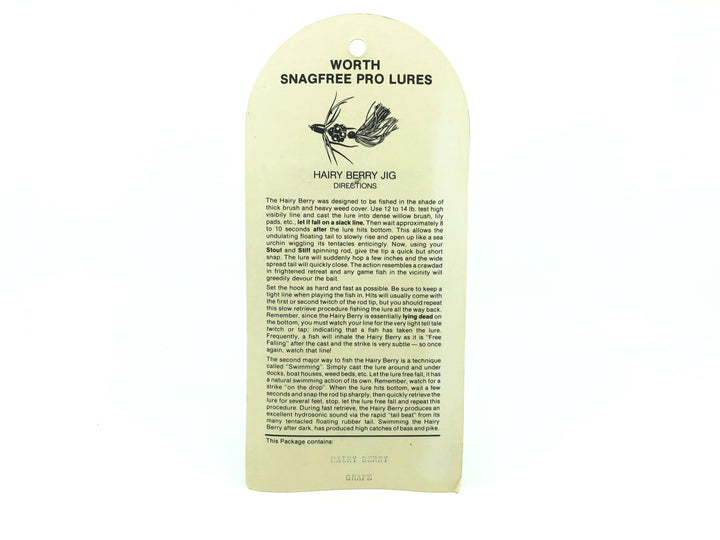 WORTH
SNAGFREE PRO LURES
HAIRY BERRY JIG
DIRECTIONS
The Hairy Berry was designed to be fished in the shade of
thick brush and heavy weed cover. Use 12 to 14 lb. test high
visibily line and cast the lure into dense willow brush, lily
pads, etc., let if fall on a slack line. Then wait approximately 8
to 10 seconds after the lure hits bottom. This allows the
undulating floating tail to slowly rise and open up like a sea
urchin wiggling its tentacles enticingly. Now, using your
Stout and Stiff spinning rod, give the tip a quick but short
snap. The lure will suddenly hop a few inches and the wide
spread tail will quickly close. The action resembles a crawdad
in frightened retreat and any game fish in the vicinity will
greedily devour the bait.
Set the hook as hard and fast as possible. Be sure to keep a
tight line when playing the fish in. Hits will usually come with
the first or second twitch of the rod tip, but you should repeat
this slow retrieve procedure fishing the lure all the way back.
Remember, since the Hairy Berry is essentially lying dead on
the bottom, you must watch your line for the very light tell tale
twitch or tap; indicating that a fish has taken the lure.
Frequently, a fish will inhale the Hairy Berry as it is "Free
Falling" after the cast and the strike is very subtle — so once
again, watch that line!
The second major way to fish the Hairy Berry is a technique
called "Swimming". Simply cast the lure around and under
docks, boat houses, weed beds, etc. Let the lure free fall, it has
a natural swimming action of its own. Remember, watch for a
strike "on the drop". When the lure hits bottom, wait a few
seconds and snap the rod tip sharply, then quickly retrieve the
lure for several feet, stop, let the lure free fall and repeat this
procedure. During fast retrieve, the Hairy Berry produces an
excellent hydrosonic sound via the rapid "tail beat" from its
many tentacled floating rubber tail. Swimming the Hairy
Berry after dark, has produced high catches of bass and pike.
This Package contains:
HAIRY BERRY
GRAPE